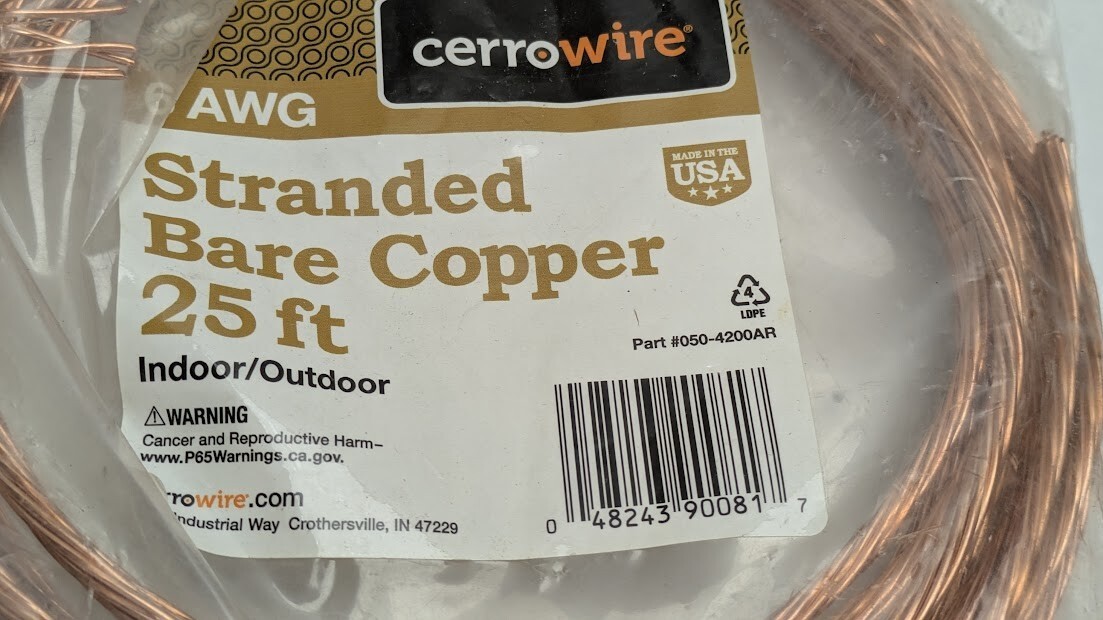 cerrowire®
6 AWG
MADE IN THE
USA
Stranded
Bare Copper
25 ft
Indoor/Outdoor
4
LDPE
Part #050-4200AR
⚠WARNING
Cancer and Reproductive Harm–
www.P65Warnings.ca.gov.
rrowire.com
Industrial Way Crothersville, IN 47229
0 48243 90081 7